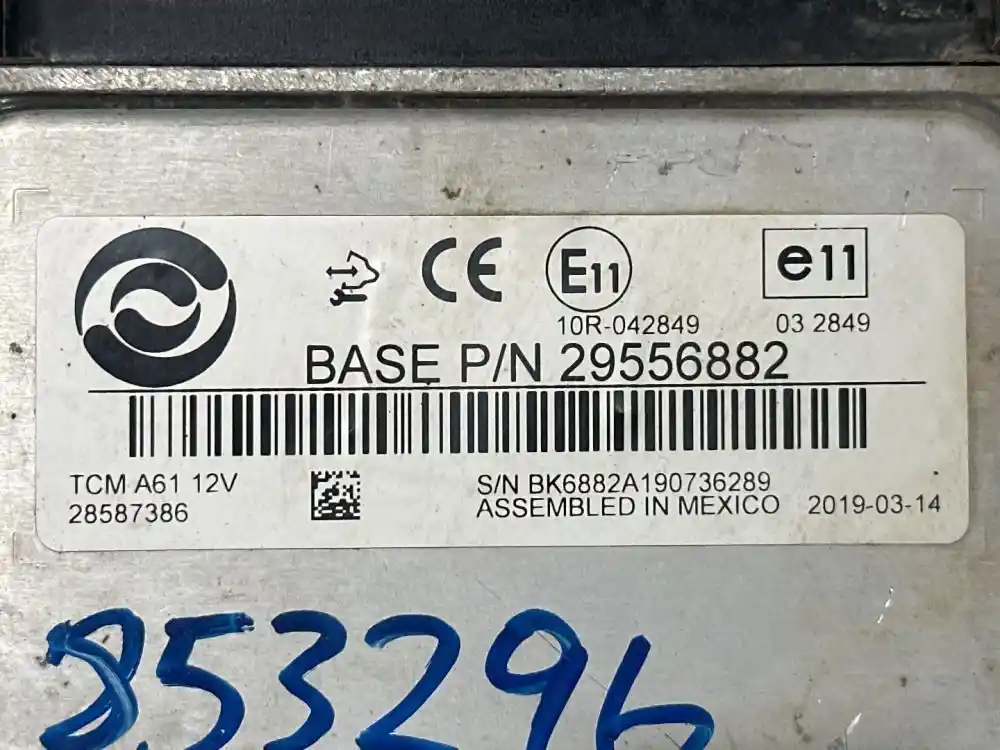 CE E11 e11
10R-042849 03 2849
BASE P/N 29556882
TCM A61 12V
28587386
S/N BK6882A190736289
ASSEMBLED IN MEXICO 2019-03-14
853296